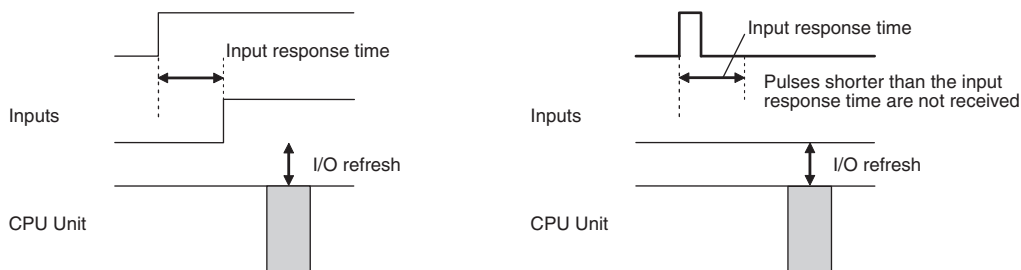 Input response time
Inputs
I/O refresh
CPU Unit
Input response time
Pulses shorter than the input
response time are not received
Inputs
I/O refresh
CPU Unit